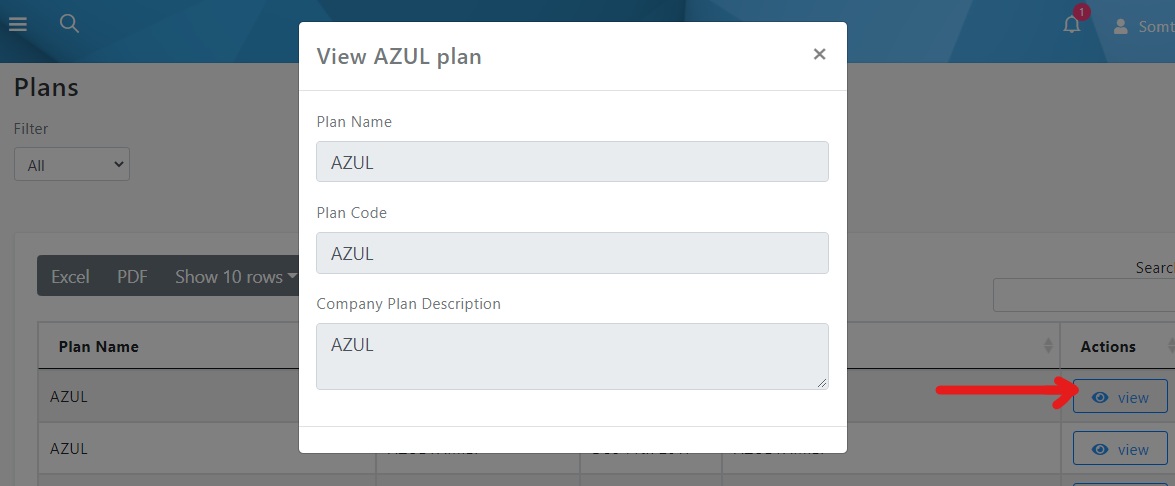 1
Somt
View AZUL plan
×
Plans
Filter
All
Plan Name
AZUL
Plan Code
AZUL
Company Plan Description
AZUL
Excel PDF Show 10 rows
Searc
Plan Name Actions
AZUL view
AZUL view